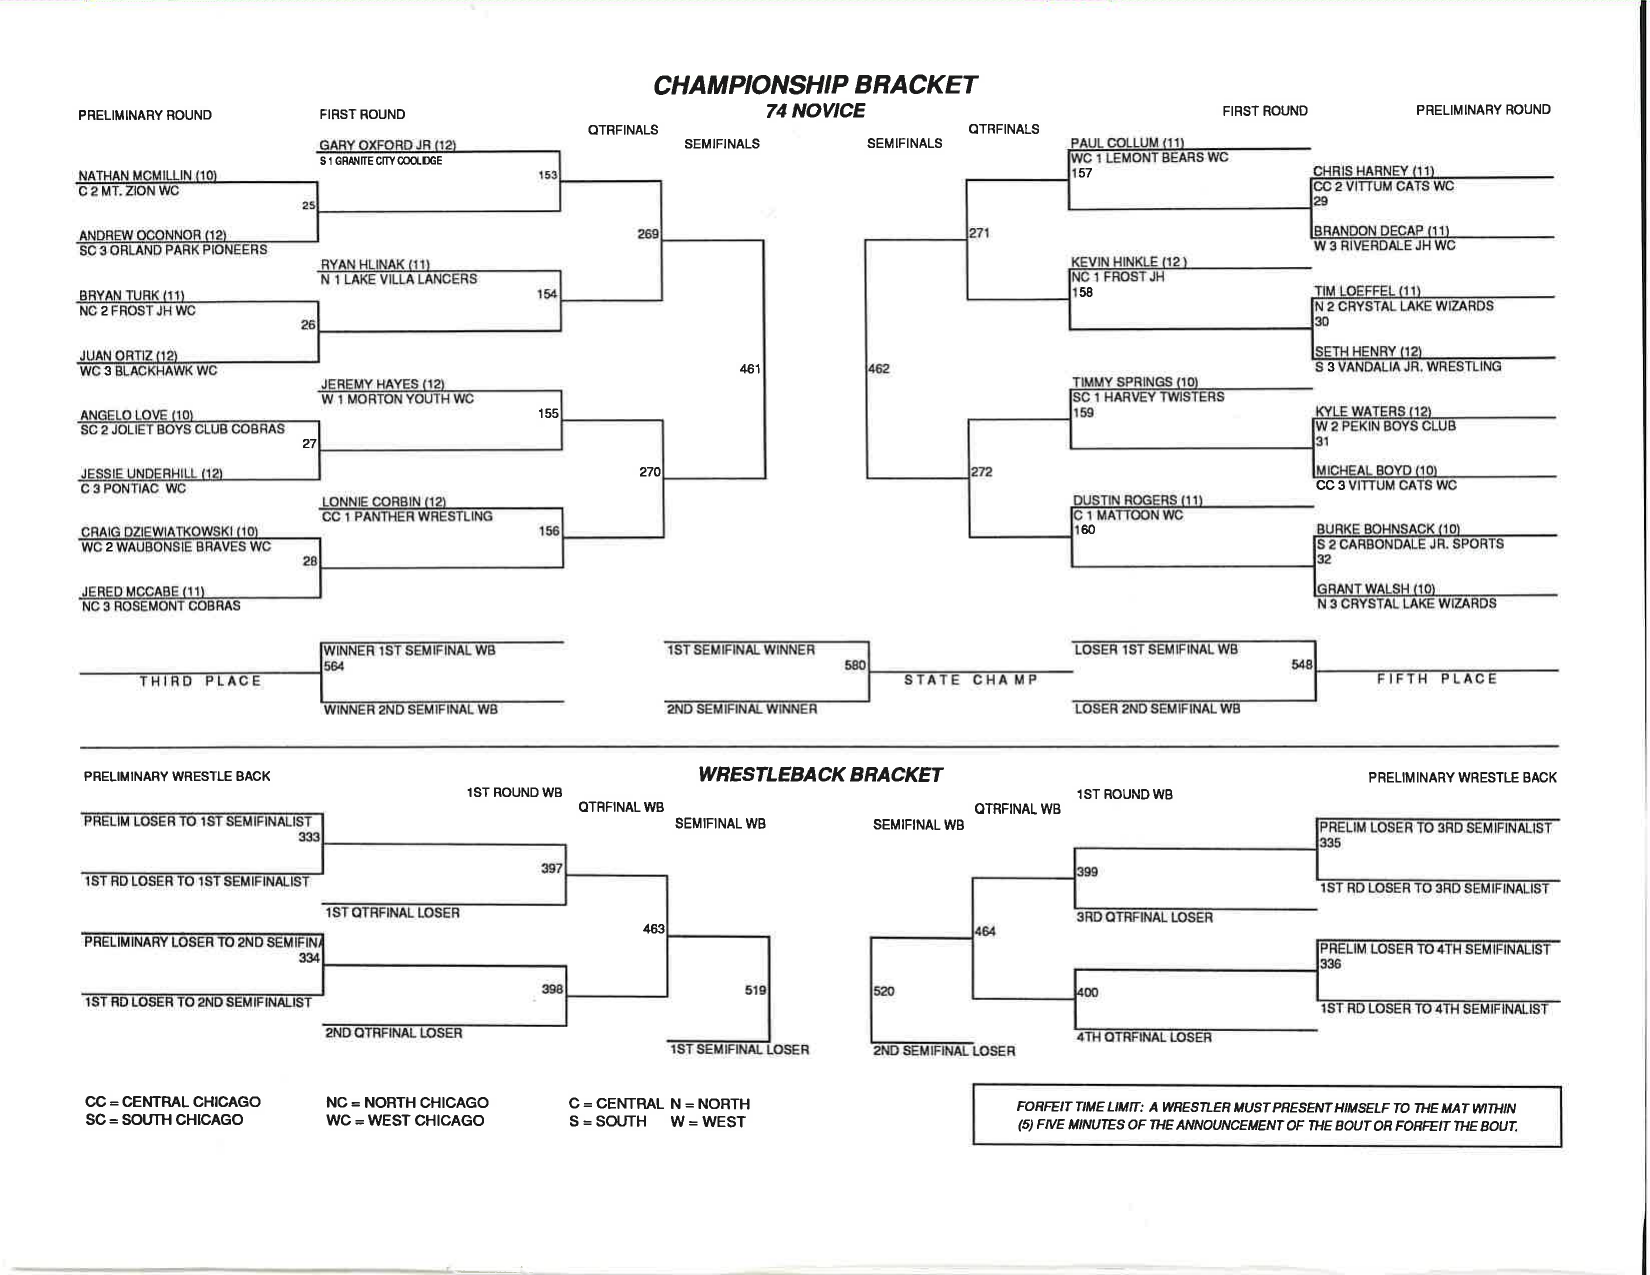 CHAMPIONSHIP BRACKET
74 NOVICE
PRELIMINARY ROUND
FIRST ROUND
QTRFINALS
SEMIFINALS
SEMIFINALS
QTRFINALS
FIRST ROUND
PRELIMINARY ROUND
GARY OXFORD JR (12)
S 1 GRANITE CITY COOLIDGE
153
NATHAN MCMILLIN (10)
C 2 MT. ZION WC
25
ANDREW OCONNOR (12)
SC 3 ORLAND PARK PIONEERS
269
RYAN HLINAK (11)
N 1 LAKE VILLA LANCERS
154
BRYAN TURK (11)
NC 2 FROST JH WC
26
JUAN ORTIZ (12)
WC 3 BLACKHAWK WC
461
JEREMY HAYES (12)
W 1 MORTON YOUTH WC
155
ANGELO LOVE (10)
SC 2 JOLIET BOYS CLUB COBRAS
27
JESSIE UNDERHILL (12)
C 3 PONTIAC WC
270
LONNIE CORBIN (12)
CC 1 PANTHER WRESTLING
156
CRAIG DZIEWIATKOWSKI (10)
WC 2 WAUBONSIE BRAVES WC
28
JERED MCCABE (11)
NC 3 ROSEMONT COBRAS
PAUL COLLUM (11)
WC 1 LEMONT BEARS WC
157
CHRIS HARNEY (11)
CC 2 VITTUM CATS WC
29
BRANDON DECAP (11)
W 3 RIVERDALE JH WC
271
KEVIN HINKLE (12 )
NC 1 FROST JH
158
TIM LOEFFEL (11)
N 2 CRYSTAL LAKE WIZARDS
30
SETH HENRY (12)
S 3 VANDALIA JR. WRESTLING
462
TIMMY SPRINGS (10)
SC 1 HARVEY TWISTERS
159
KYLE WATERS (12)
W 2 PEKIN BOYS CLUB
31
MICHEAL BOYD (10)
CC 3 VITTUM CATS WC
272
DUSTIN ROGERS (11)
C 1 MATTOON WC
160
BURKE BOHNSACK (10)
S 2 CARBONDALE JR. SPORTS
32
GRANT WALSH (10)
N 3 CRYSTAL LAKE WIZARDS
WINNER 1ST SEMIFINAL WB
564
THIRD PLACE
WINNER 2ND SEMIFINAL WB
1ST SEMIFINAL WINNER
580
STATE CHAMP
2ND SEMIFINAL WINNER
LOSER 1ST SEMIFINAL WB
548
FIFTH PLACE
LOSER 2ND SEMIFINAL WB
WRESTLEBACK BRACKET
PRELIMINARY WRESTLE BACK
1ST ROUND WB
QTRFINAL WB
SEMIFINAL WB
SEMIFINAL WB
QTRFINAL WB
1ST ROUND WB
PRELIMINARY WRESTLE BACK
PRELIM LOSER TO 1ST SEMIFINALIST
333
1ST RD LOSER TO 1ST SEMIFINALIST
397
1ST QTRFINAL LOSER
463
PRELIMINARY LOSER TO 2ND SEMIFINA
334
1ST RD LOSER TO 2ND SEMIFINALIST
398
2ND QTRFINAL LOSER
519
1ST SEMIFINAL LOSER
PRELIM LOSER TO 3RD SEMIFINALIST
335
1ST RD LOSER TO 3RD SEMIFINALIST
399
3RD QTRFINAL LOSER
464
PRELIM LOSER TO 4TH SEMIFINALIST
336
1ST RD LOSER TO 4TH SEMIFINALIST
400
4TH QTRFINAL LOSER
520
2ND SEMIFINAL LOSER
CC = CENTRAL CHICAGO
SC = SOUTH CHICAGO
NC = NORTH CHICAGO
WC = WEST CHICAGO
C = CENTRAL N = NORTH
S = SOUTH W = WEST
FORFEIT TIME LIMIT: A WRESTLER MUST PRESENT HIMSELF TO THE MAT WITHIN
(5) FIVE MINUTES OF THE ANNOUNCEMENT OF THE BOUT OR FORFEIT THE BOUT.